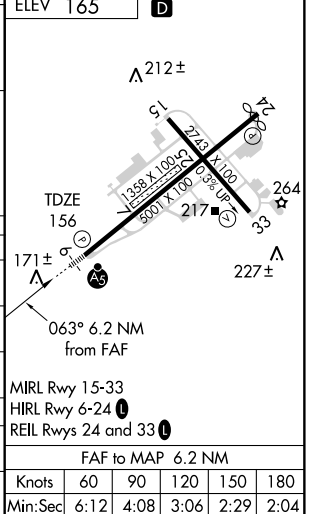 ELEV 165
D
212±
15
24
P
2743 X 100
0.3% UP
1358 X 100
25
7
5001 X 100
TDZE
156
P
6
171±
A5
217
V
264
33
227±
063° 6.2 NM
from FAF
MIRL Rwy 15-33
HIRL Rwy 6-24 L
REIL Rwys 24 and 33 L
FAF to MAP 6.2 NM
Knots 60 90 120 150 180
Min:Sec 6:12 4:08 3:06 2:29 2:04